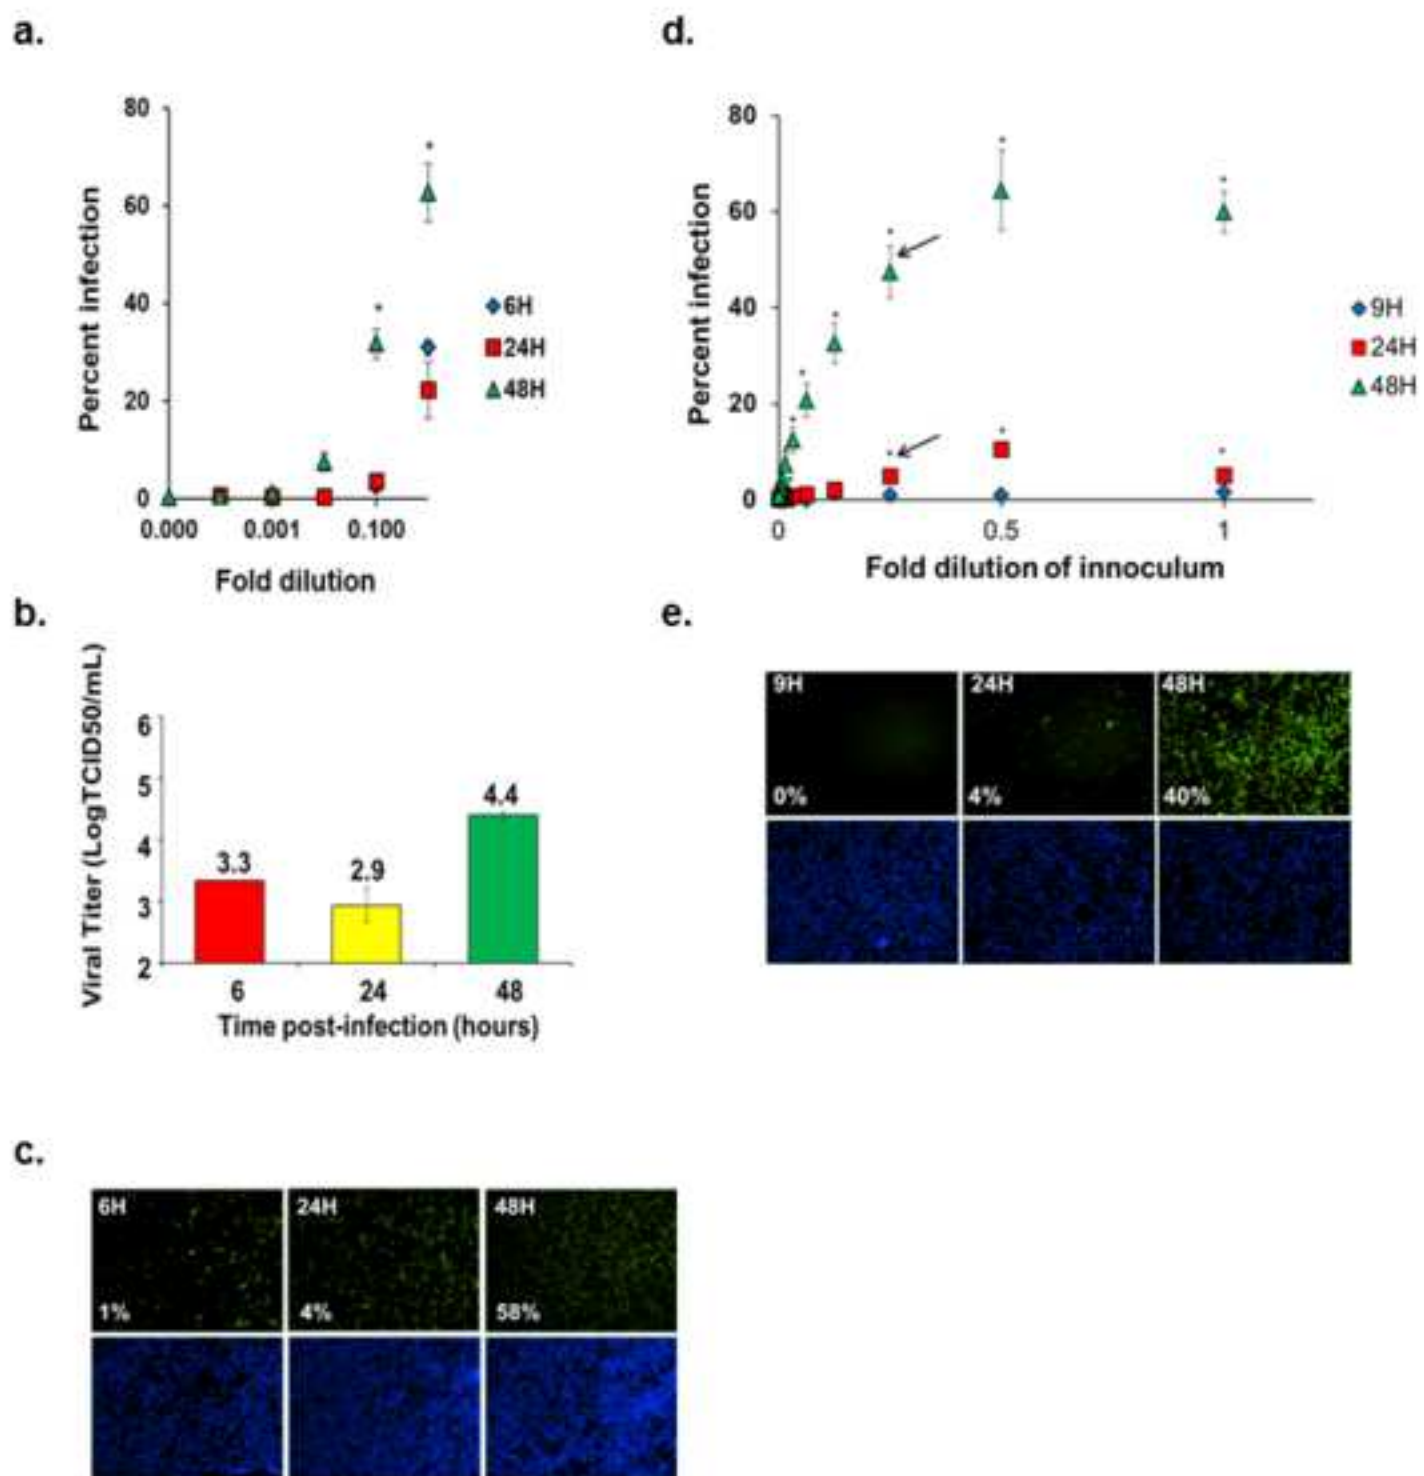 a.
80
60
40
20
0
Percent infection
0.000 0.001 0.100
Fold dilution
6H
24H
48H
b.
Viral Titer (LogTCID50/mL)
6
5
4
3
2
3.3
2.9
4.4
6 24 48
Time post-infection (hours)
c.
6H 24H 48H
1% 4% 58%
d.
80
60
40
20
0
Percent infection
0 0.5 1
Fold dilution of innoculum
9H
24H
48H
e.
9H 24H 48H
0% 4% 40%